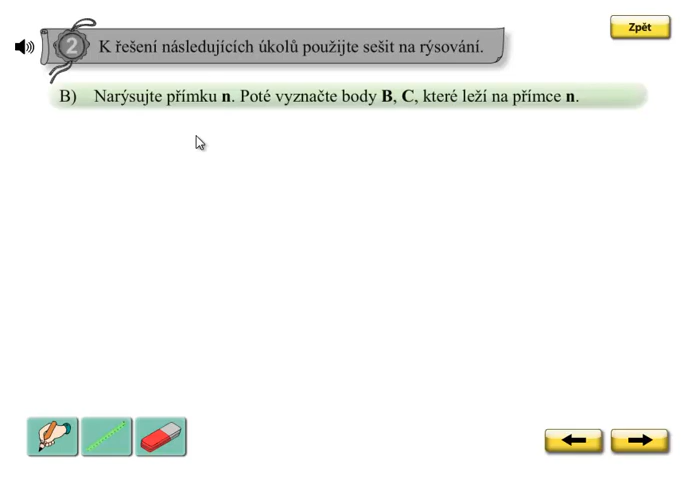 Zpět
2 K řešení následujících úkolů použijte sešit na rýsování.
B) Narýsujte přímku n. Poté vyznačte body B, C, které leží na přímce n.